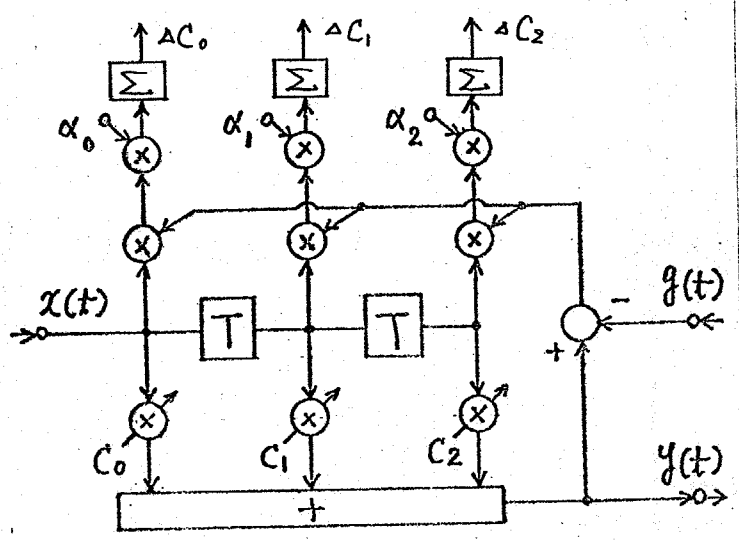 ΔC₀ ΔC₁ ΔC₂
Σ Σ Σ
α₀ α₁ α₂
× × ×
× × ×
x(t) T T − g(t)
+
× × ×
C₀ C₁ C₂ y(t)
+